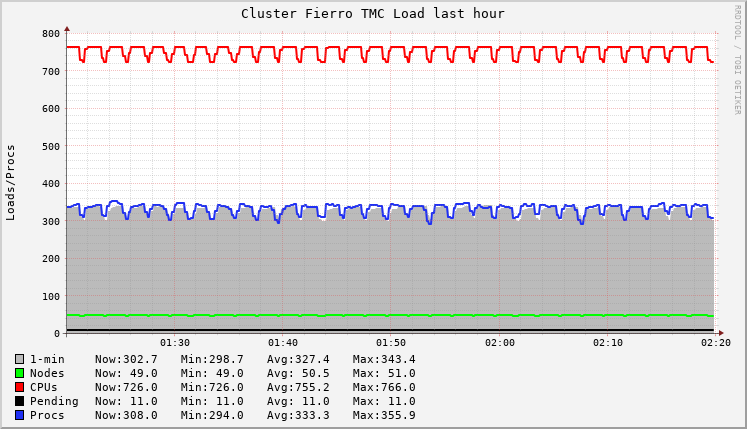 Cluster Fierro TMC Load last hour
RRDTOOL / TOBI OETIKER
Loads/Procs
800
700
600
500
400
300
200
100
0
01:30 01:40 01:50 02:00 02:10 02:20
1-min Now:302.7 Min:298.7 Avg:327.4 Max:343.4
Nodes Now: 49.0 Min: 49.0 Avg: 50.5 Max: 51.0
CPUs Now:726.0 Min:726.0 Avg:755.2 Max:766.0
Pending Now: 11.0 Min: 11.0 Avg: 11.0 Max: 11.0
Procs Now:308.0 Min:294.0 Avg:333.3 Max:355.9